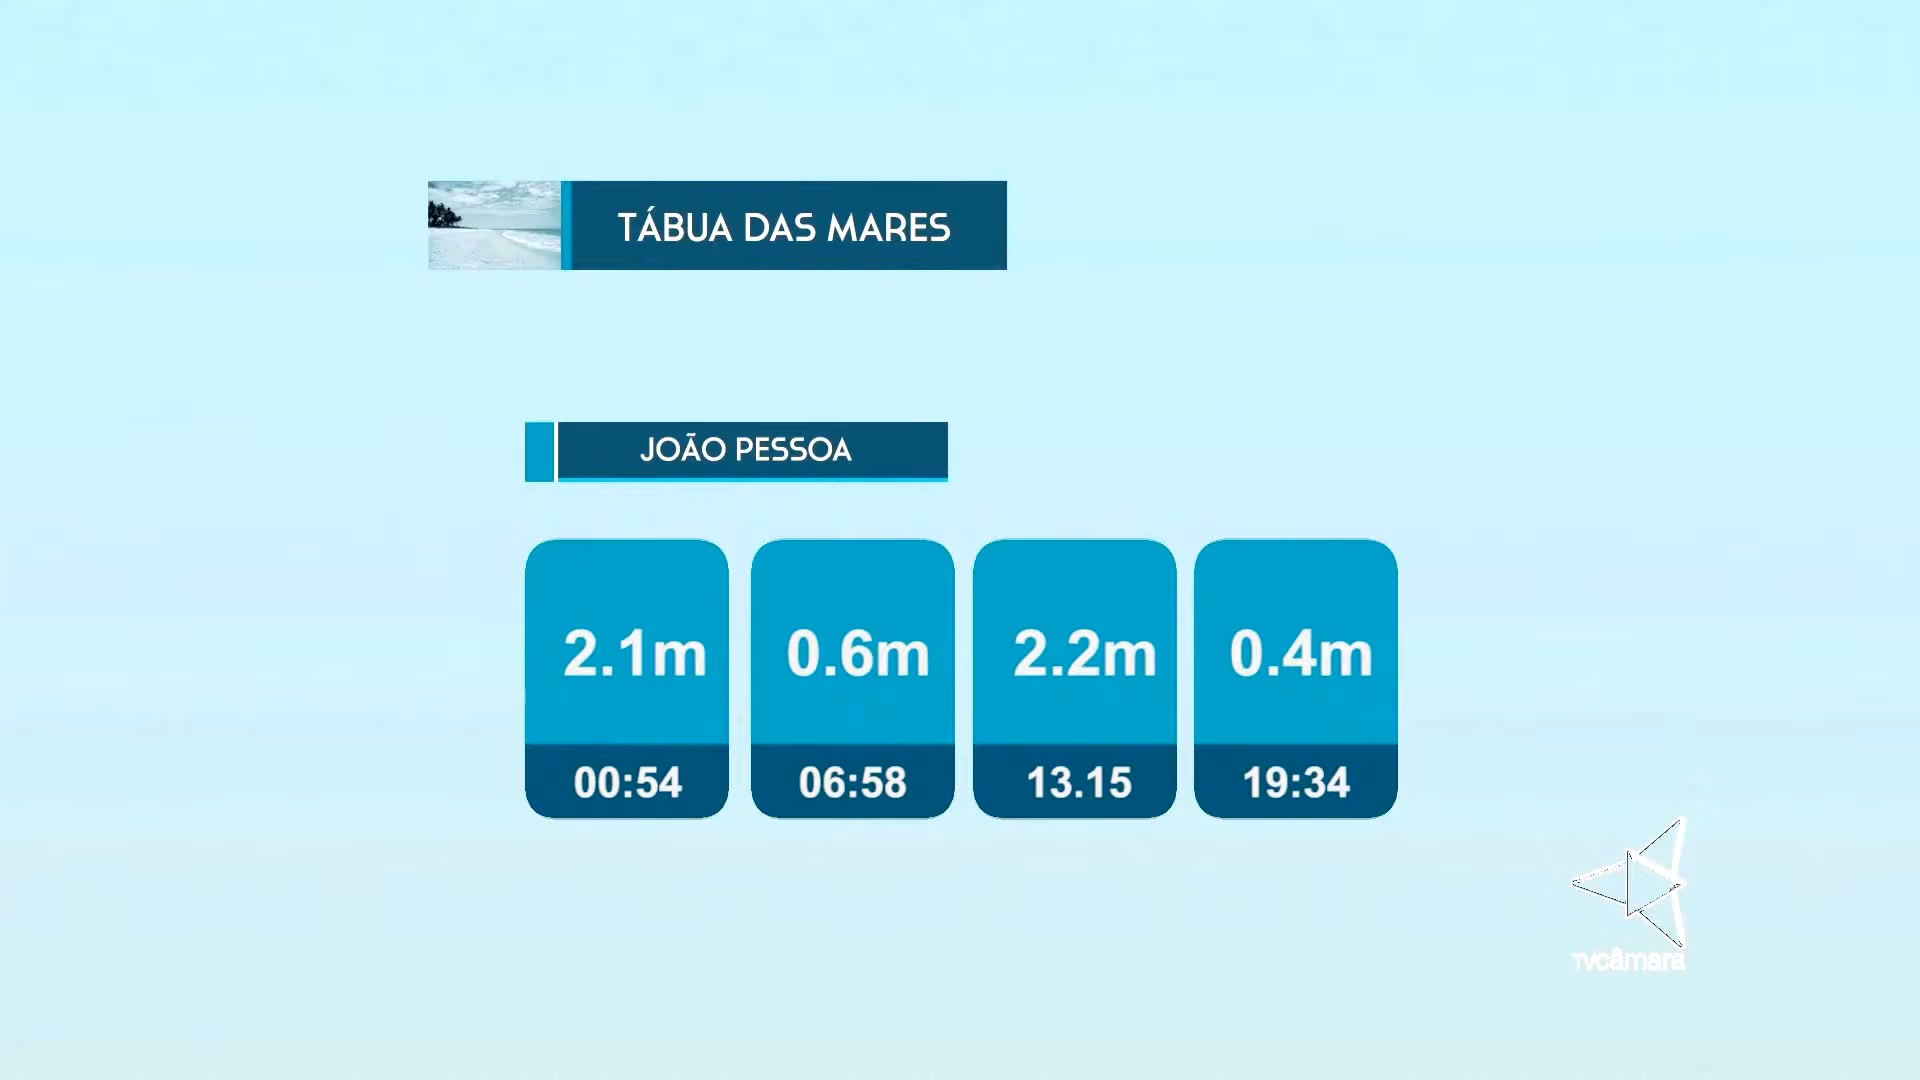 TÁBUA DAS MARES
JOÃO PESSOA
2.1m 0.6m 2.2m 0.4m
00:54 06:58 13.15 19:34
TVcâmara